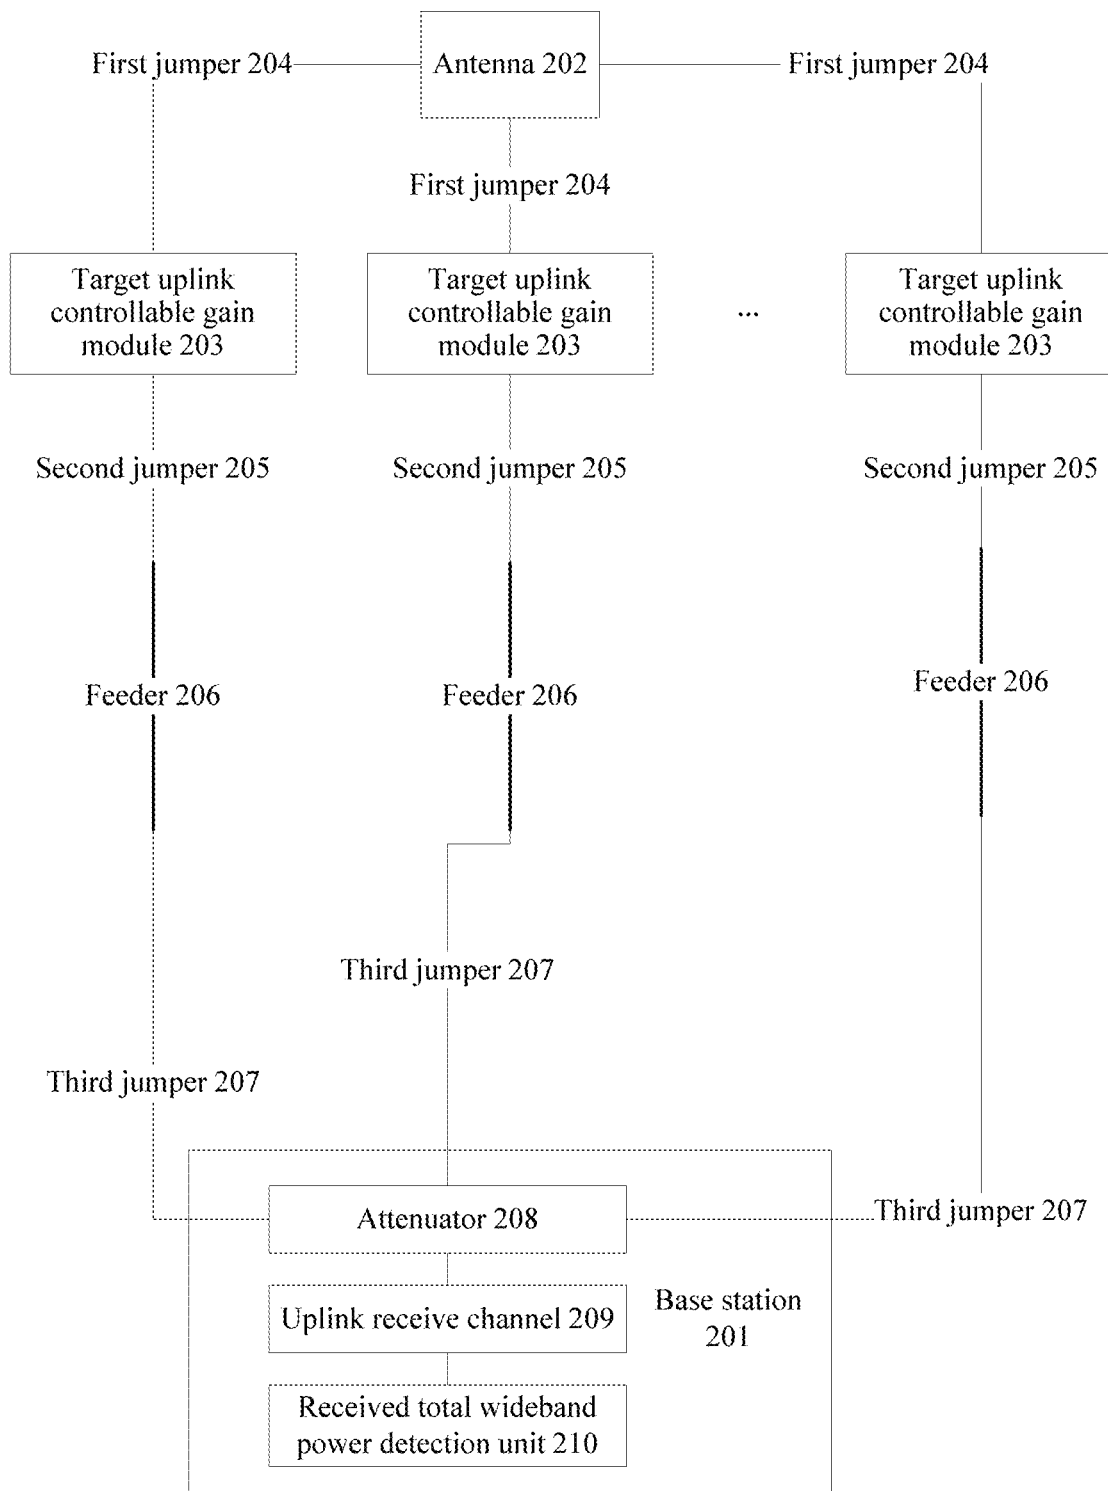 First jumper 204
Antenna 202
First jumper 204
First jumper 204
Target uplink
controllable gain
module 203
Target uplink
controllable gain
module 203
...
Target uplink
controllable gain
module 203
Second jumper 205
Second jumper 205
Second jumper 205
Feeder 206
Feeder 206
Feeder 206
Third jumper 207
Third jumper 207
Third jumper 207
Attenuator 208
Uplink receive channel 209
Base station
201
Received total wideband
power detection unit 210